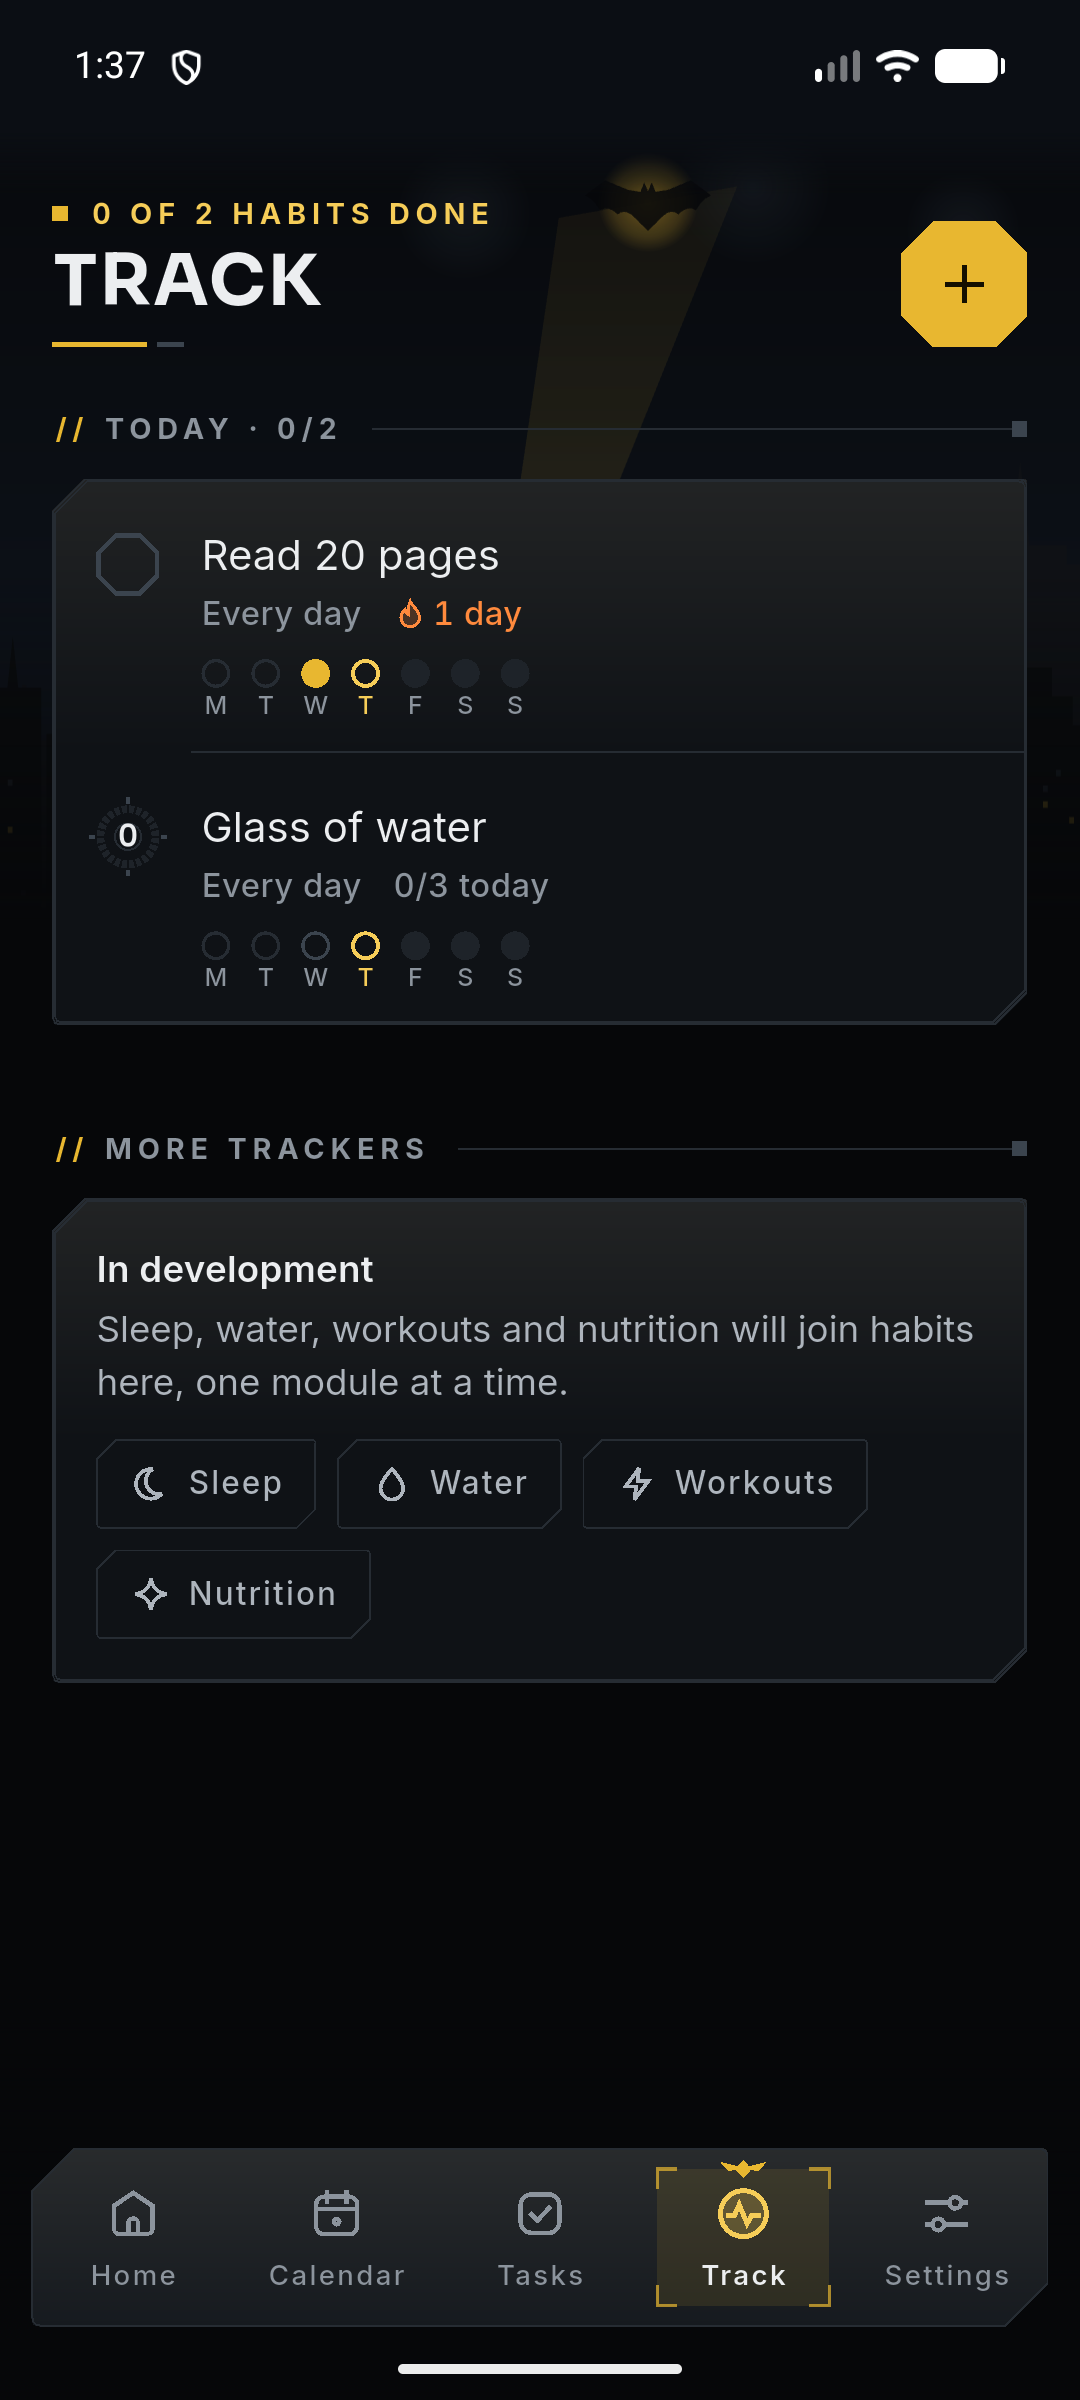 1:37
0 OF 2 HABITS DONE
TRACK
// TODAY · 0/2
Read 20 pages
Every day 1 day
M T W T F S S
0
Glass of water
Every day 0/3 today
M T W T F S S
// MORE TRACKERS
In development
Sleep, water, workouts and nutrition will join habits
here, one module at a time.
Sleep Water Workouts
Nutrition
Home Calendar Tasks Track Settings